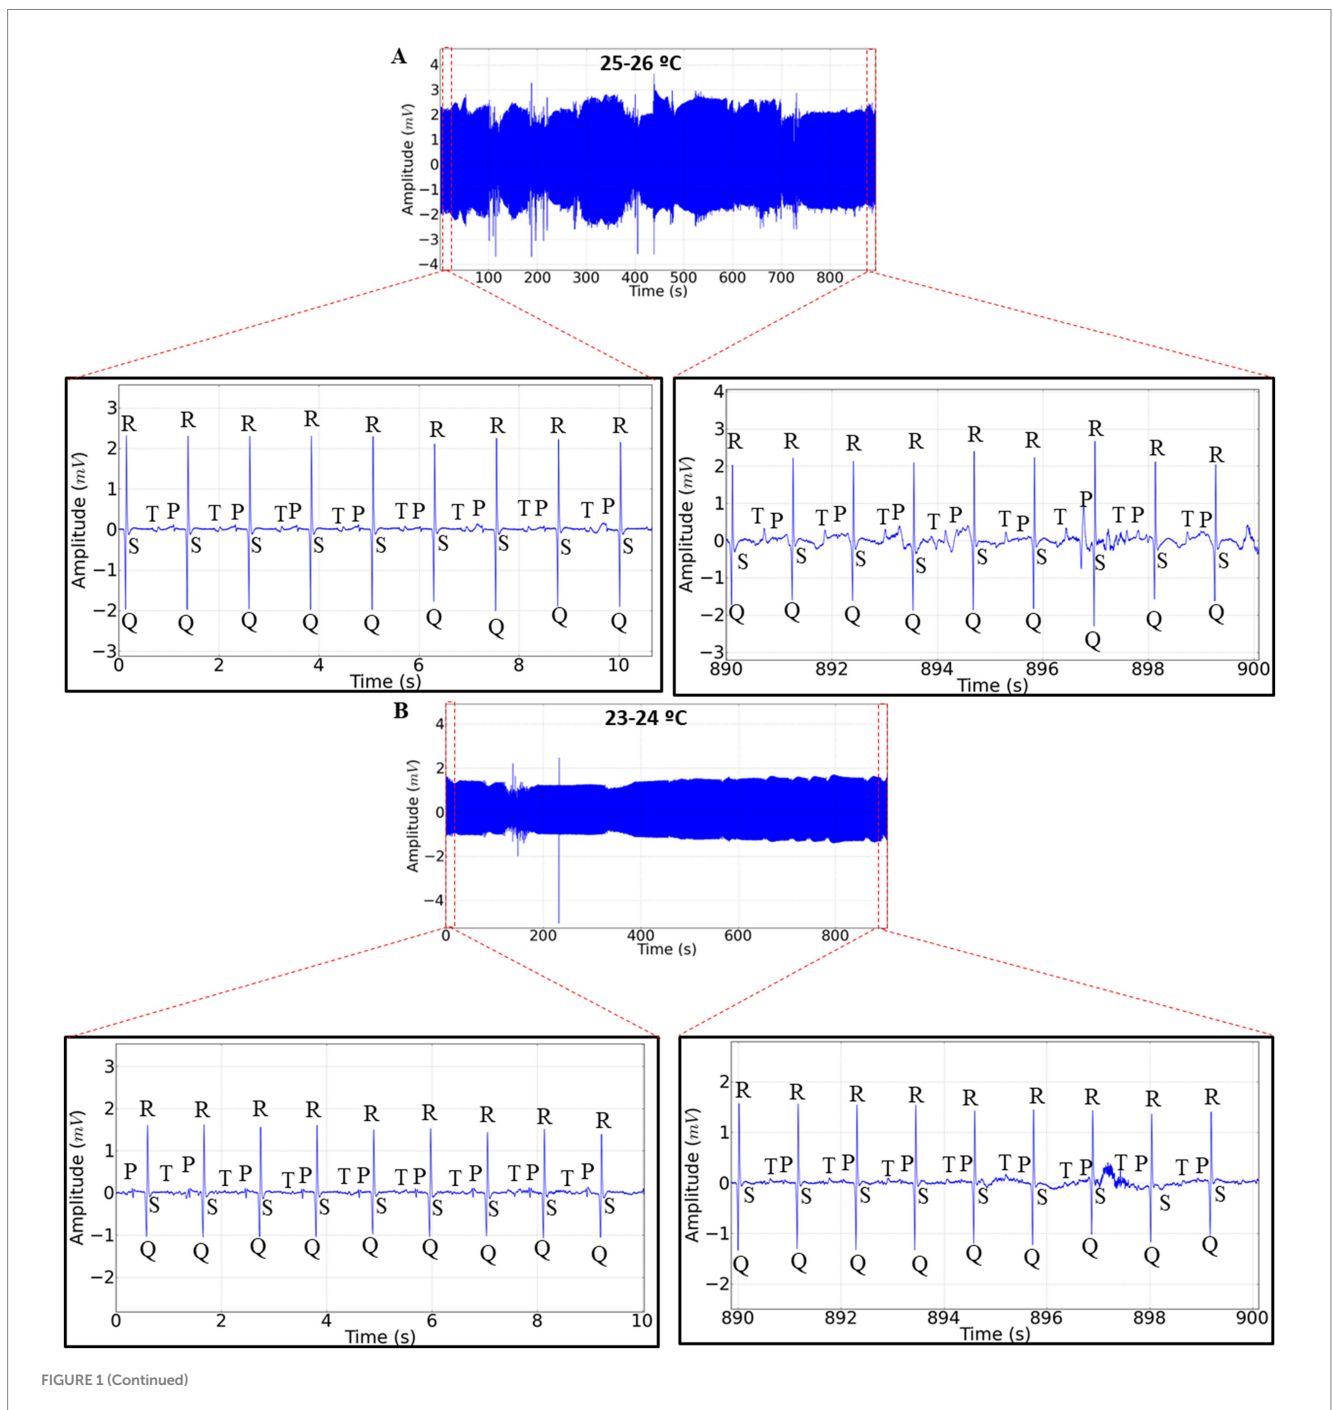 A
25-26 ºC
4
3
2
1
0
−1
−2
−3
−4
Amplitude (mV)
100 200 300 400 500 600 700 800
Time (s)
3
2
1
0
−1
−2
−3
Amplitude (mV)
R R R R R R R R R
T P T P T P T P T P T P T P T P
S S S S S S S S S
Q Q Q Q Q Q Q Q Q
0 2 4 6 8 10
Time (s)
4
3
2
1
0
−1
−2
−3
Amplitude (mV)
R R R R R R R R R
T P T P T P T P T P T P T P T P
S S S S S S S S S
Q Q Q Q Q Q Q Q Q
890 892 894 896 898 900
Time (s)
B
23-24 ºC
4
2
0
−2
−4
Amplitude (mV)
0 200 400 600 800
Time (s)
3
2
1
0
−1
−2
Amplitude (mV)
R R R R R R R R R
P T P T P T P T P T P T P T P T P
S S S S S S S S S
Q Q Q Q Q Q Q Q Q
0 2 4 6 8 10
Time (s)
2
1
0
−1
−2
Amplitude (mV)
R R R R R R R R R
T P T P T P T P T P T P T P T P
S S S S S S S S S
Q Q Q Q Q Q Q Q Q
890 892 894 896 898 900
Time (s)
FIGURE 1 (Continued)